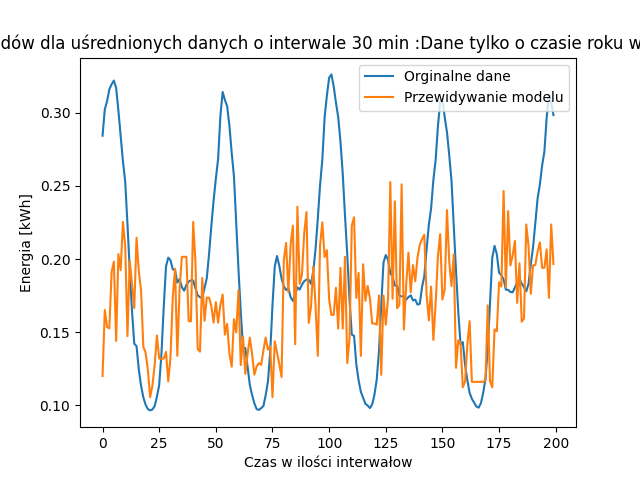 dów dla uśrednionych danych o interwale 30 min :Dane tylko o czasie roku w
Orginalne dane
Przewidywanie modelu
Energia [kWh]
0.30
0.25
0.20
0.15
0.10
0 25 50 75 100 125 150 175 200
Czas w ilości interwałow